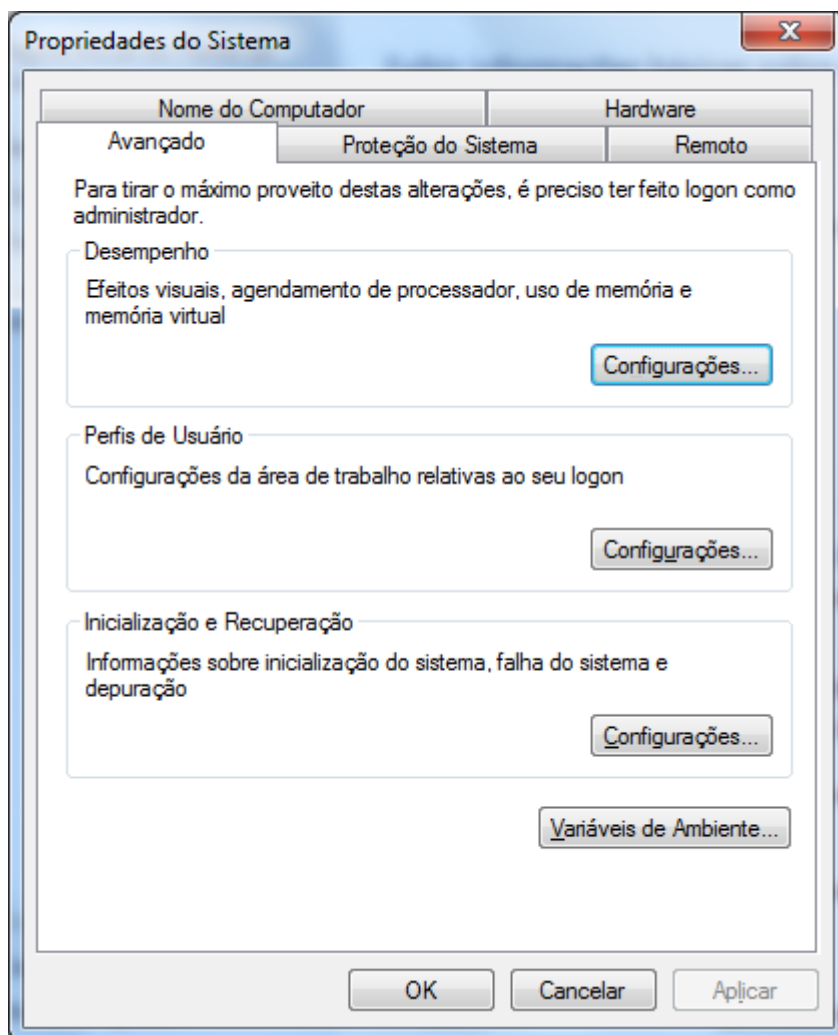 Propriedades do Sistema
Nome do Computador
Hardware
Avançado
Proteção do Sistema
Remoto
Para tirar o máximo proveito destas alterações, é preciso ter feito logon como
administrador.
Desempenho
Efeitos visuais, agendamento de processador, uso de memória e
memória virtual
Configurações...
Perfis de Usuário
Configurações da área de trabalho relativas ao seu logon
Configurações...
Inicialização e Recuperação
Informações sobre inicialização do sistema, falha do sistema e
depuração
Configurações...
Variáveis de Ambiente...
OK
Cancelar
Aplicar